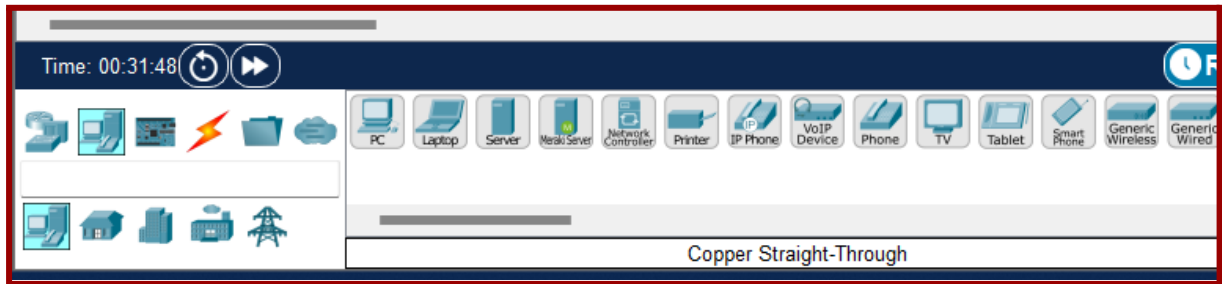 Time: 00:31:48
PC Laptop Server Meraki Server Network Controller Printer IP Phone VoIP Device Phone TV Tablet Smart Phone Generic Wireless Generic Wired
Copper Straight-Through